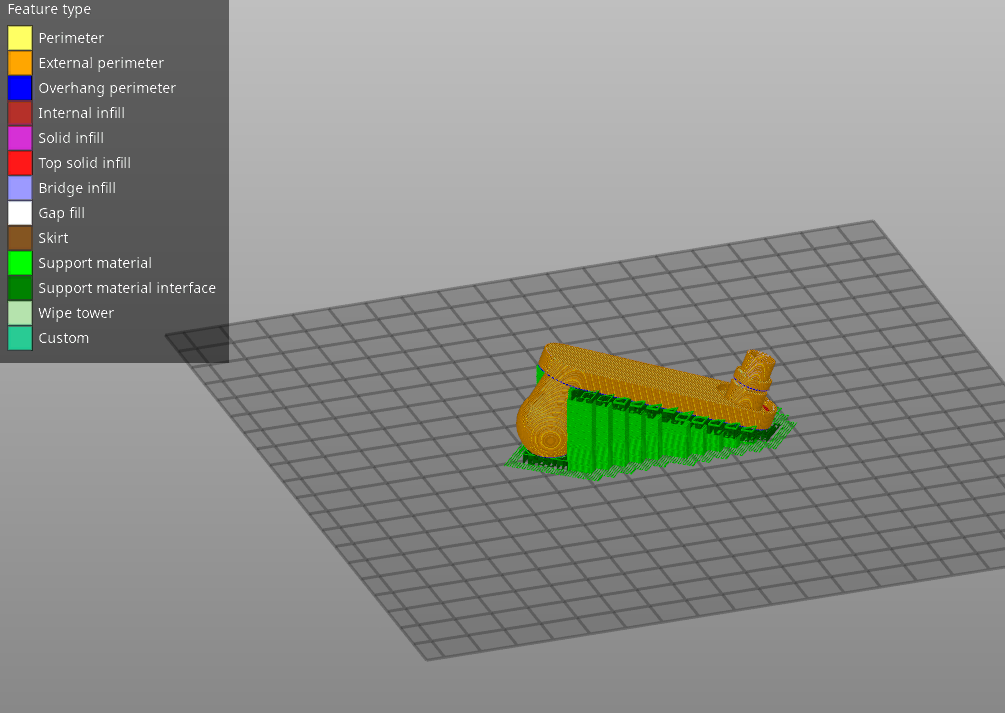 Feature type
Perimeter
External perimeter
Overhang perimeter
Internal infill
Solid infill
Top solid infill
Bridge infill
Gap fill
Skirt
Support material
Support material interface
Wipe tower
Custom